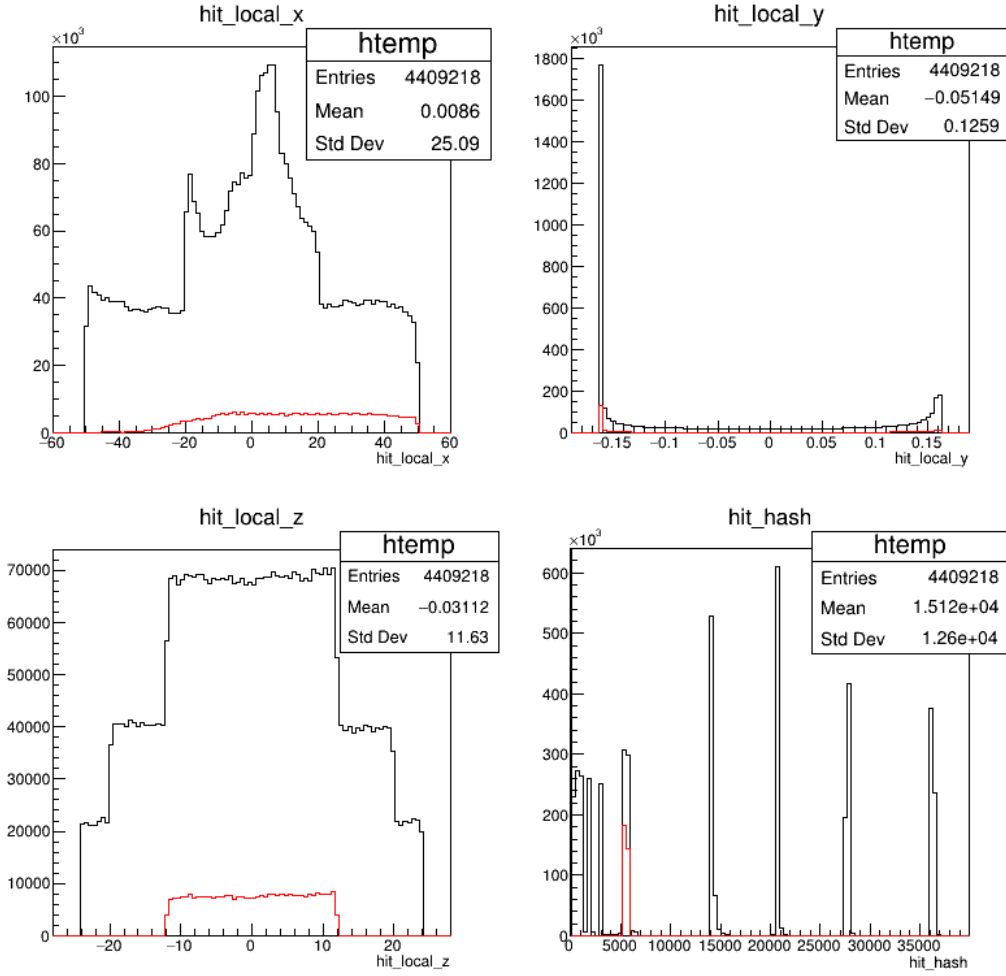 hit_local_x
×10³
htemp
Entries 4409218
Mean 0.0086
Std Dev 25.09
100
80
60
40
20
0
−60 −40 −20 0 20 40 60
hit_local_x
hit_local_y
×10³
htemp
Entries 4409218
Mean −0.05149
Std Dev 0.1259
1800
1600
1400
1200
1000
800
600
400
200
0
−0.15 −0.1 −0.05 0 0.05 0.1 0.15
hit_local_y
hit_local_z
htemp
Entries 4409218
Mean −0.03112
Std Dev 11.63
70000
60000
50000
40000
30000
20000
10000
0
−20 −10 0 10 20
hit_local_z
hit_hash
×10³
htemp
Entries 4409218
Mean 1.512e+04
Std Dev 1.26e+04
600
500
400
300
200
100
0
0 5000 10000 15000 20000 25000 30000 35000
hit_hash